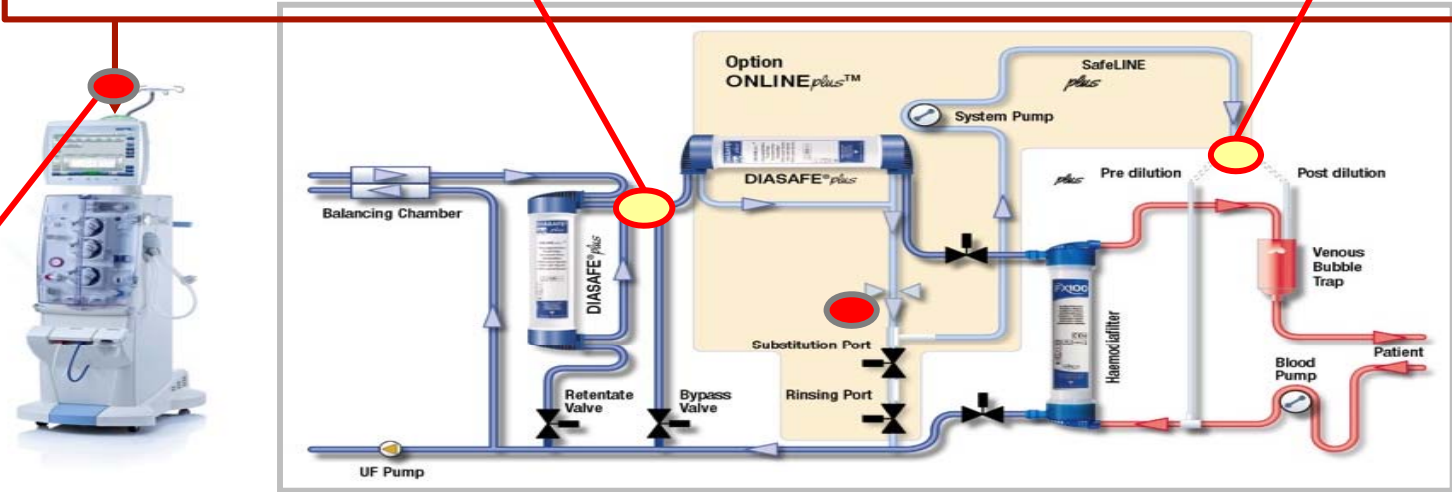 Option
ONLINEplus™
SafeLINE
plus
System Pump
DIASAFE®plus
plus
Pre dilution
Post dilution
Balancing Chamber
DIASAFE®plus
Venous
Bubble
Trap
FX100
Haemodiafilter
Substitution Port
Patient
Blood
Pump
Retentate
Valve
Bypass
Valve
Rinsing Port
UF Pump